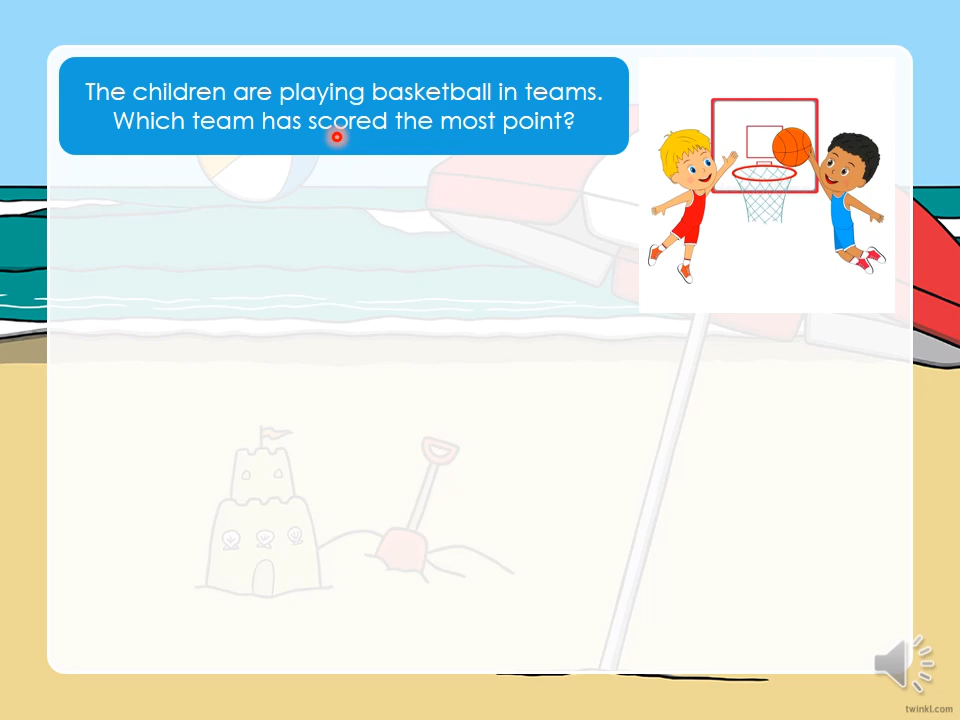 The children are playing basketball in teams.
Which team has scored the most point?
twinkl.com